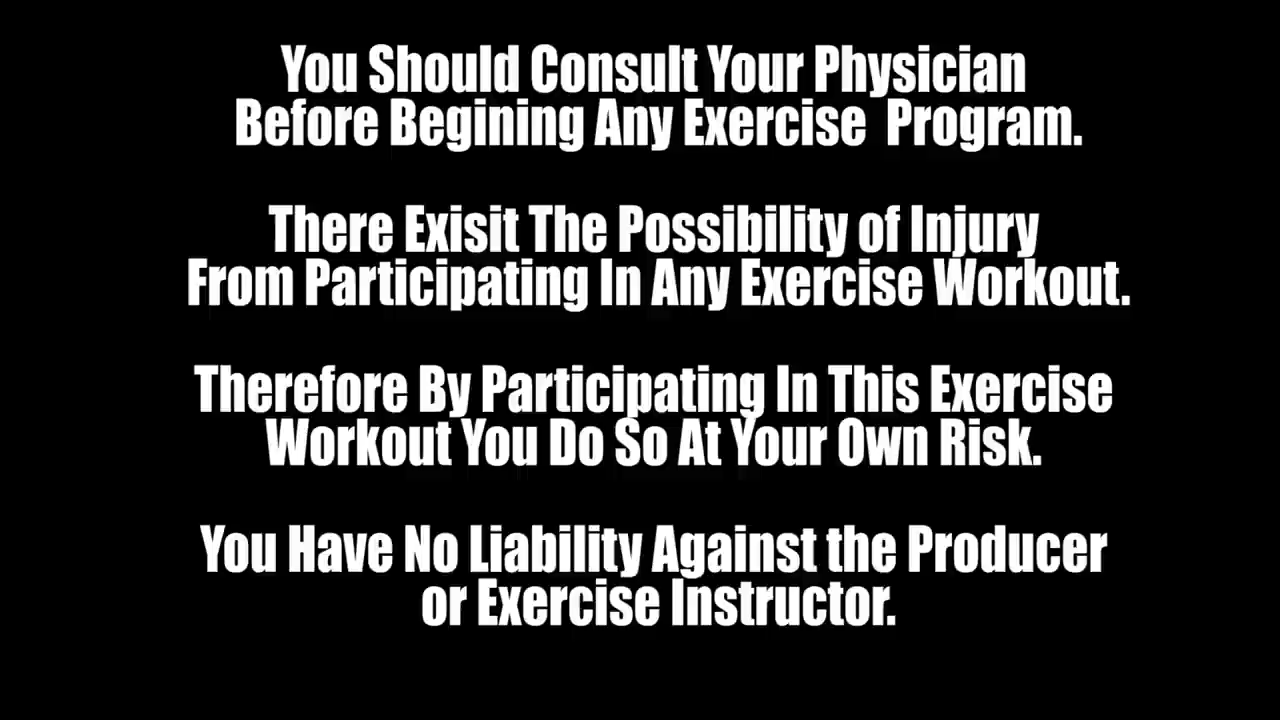 You Should Consult Your Physician
Before Begining Any Exercise Program.
There Exisit The Possibility of Injury
From Participating In Any Exercise Workout.
Therefore By Participating In This Exercise
Workout You Do So At Your Own Risk.
You Have No Liability Against the Producer
or Exercise Instructor.